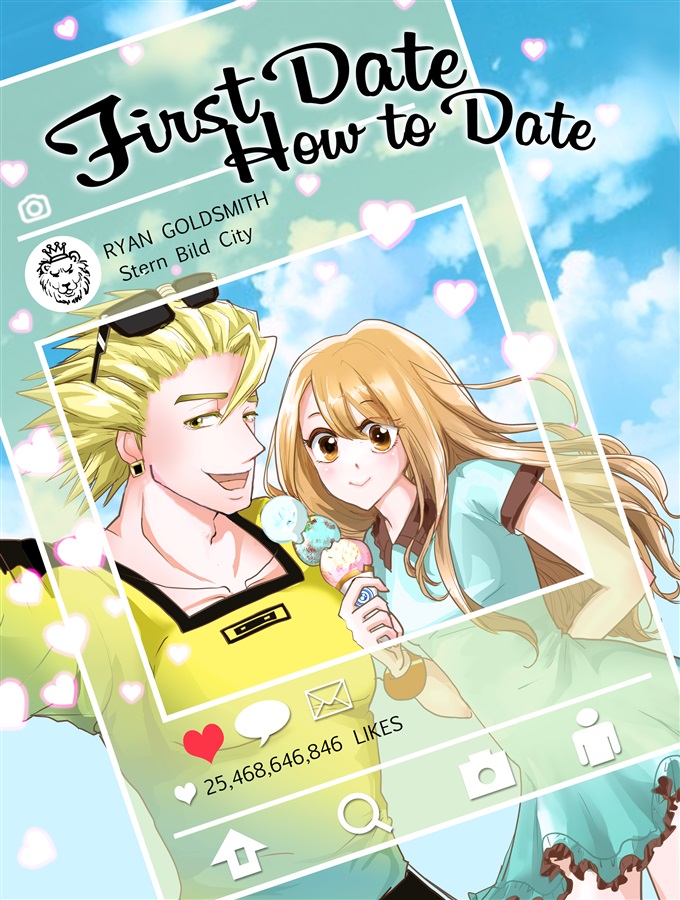 First Date
How to Date
RYAN GOLDSMITH
Stern Bild City
25,468,646,846 LIKES